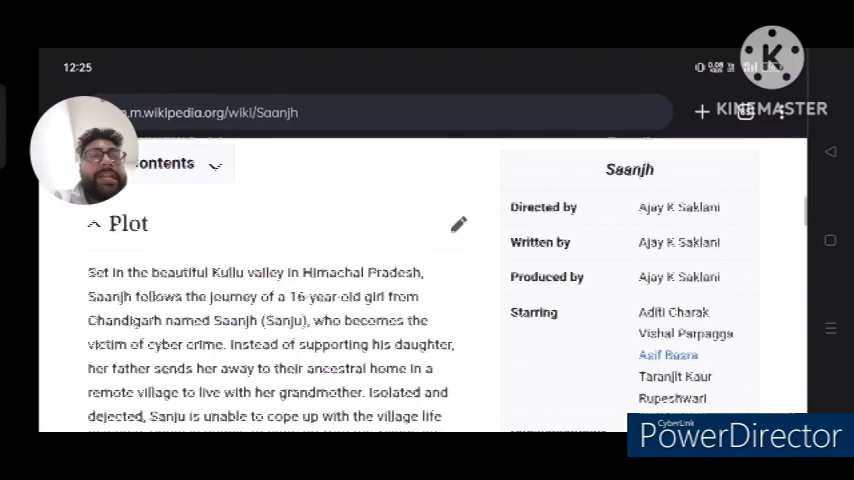 12:25
KINEMASTER
.m.wikipedia.org/wiki/Saanjh
ontents
Plot
Set in the beautiful Kullu valley in Himachal Pradesh,
Saanjh follows the journey of a 16-year-old girl from
Chandigarh named Saanjh (Sanju), who becomes the
victim of cyber crime. Instead of supporting his daughter,
her father sends her away to their ancestral home in a
remote village to live with her grandmother. Isolated and
dejected, Sanju is unable to cope up with the village life
Saanjh
Directed by Ajay K Saklani
Written by Ajay K Saklani
Produced by Ajay K Saklani
Starring Aditi Charak
Vishal Parpagga
Asif Basra
Taranjit Kaur
Rupeshwari
CyberLink
PowerDirector